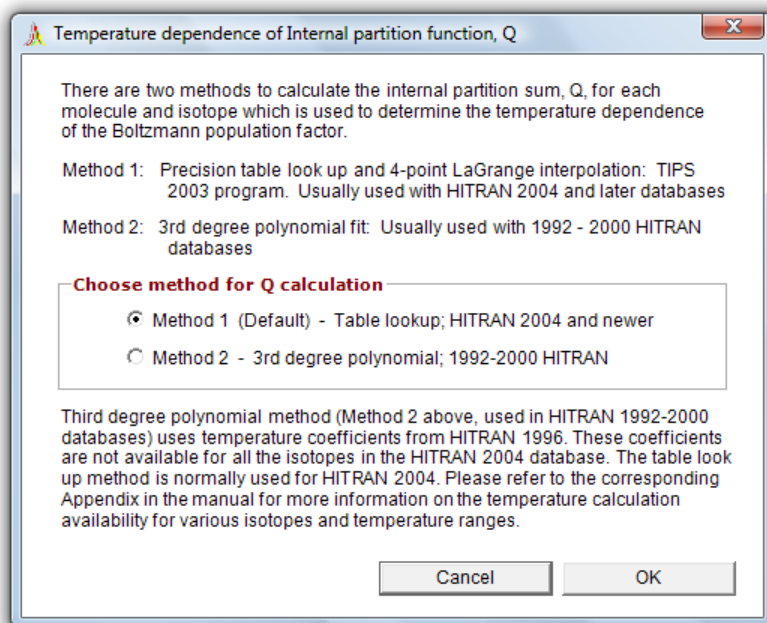 Temperature dependence of Internal partition function, Q
There are two methods to calculate the internal partition sum, Q, for each
molecule and isotope which is used to determine the temperature dependence
of the Boltzmann population factor.
Method 1: Precision table look up and 4-point LaGrange interpolation: TIPS
2003 program. Usually used with HITRAN 2004 and later databases
Method 2: 3rd degree polynomial fit: Usually used with 1992 - 2000 HITRAN
databases
Choose method for Q calculation
Method 1 (Default) - Table lookup; HITRAN 2004 and newer
Method 2 - 3rd degree polynomial; 1992-2000 HITRAN
Third degree polynomial method (Method 2 above, used in HITRAN 1992-2000
databases) uses temperature coefficients from HITRAN 1996. These coefficients
are not available for all the isotopes in the HITRAN 2004 database. The table look
up method is normally used for HITRAN 2004. Please refer to the corresponding
Appendix in the manual for more information on the temperature calculation
availability for various isotopes and temperature ranges.
Cancel OK